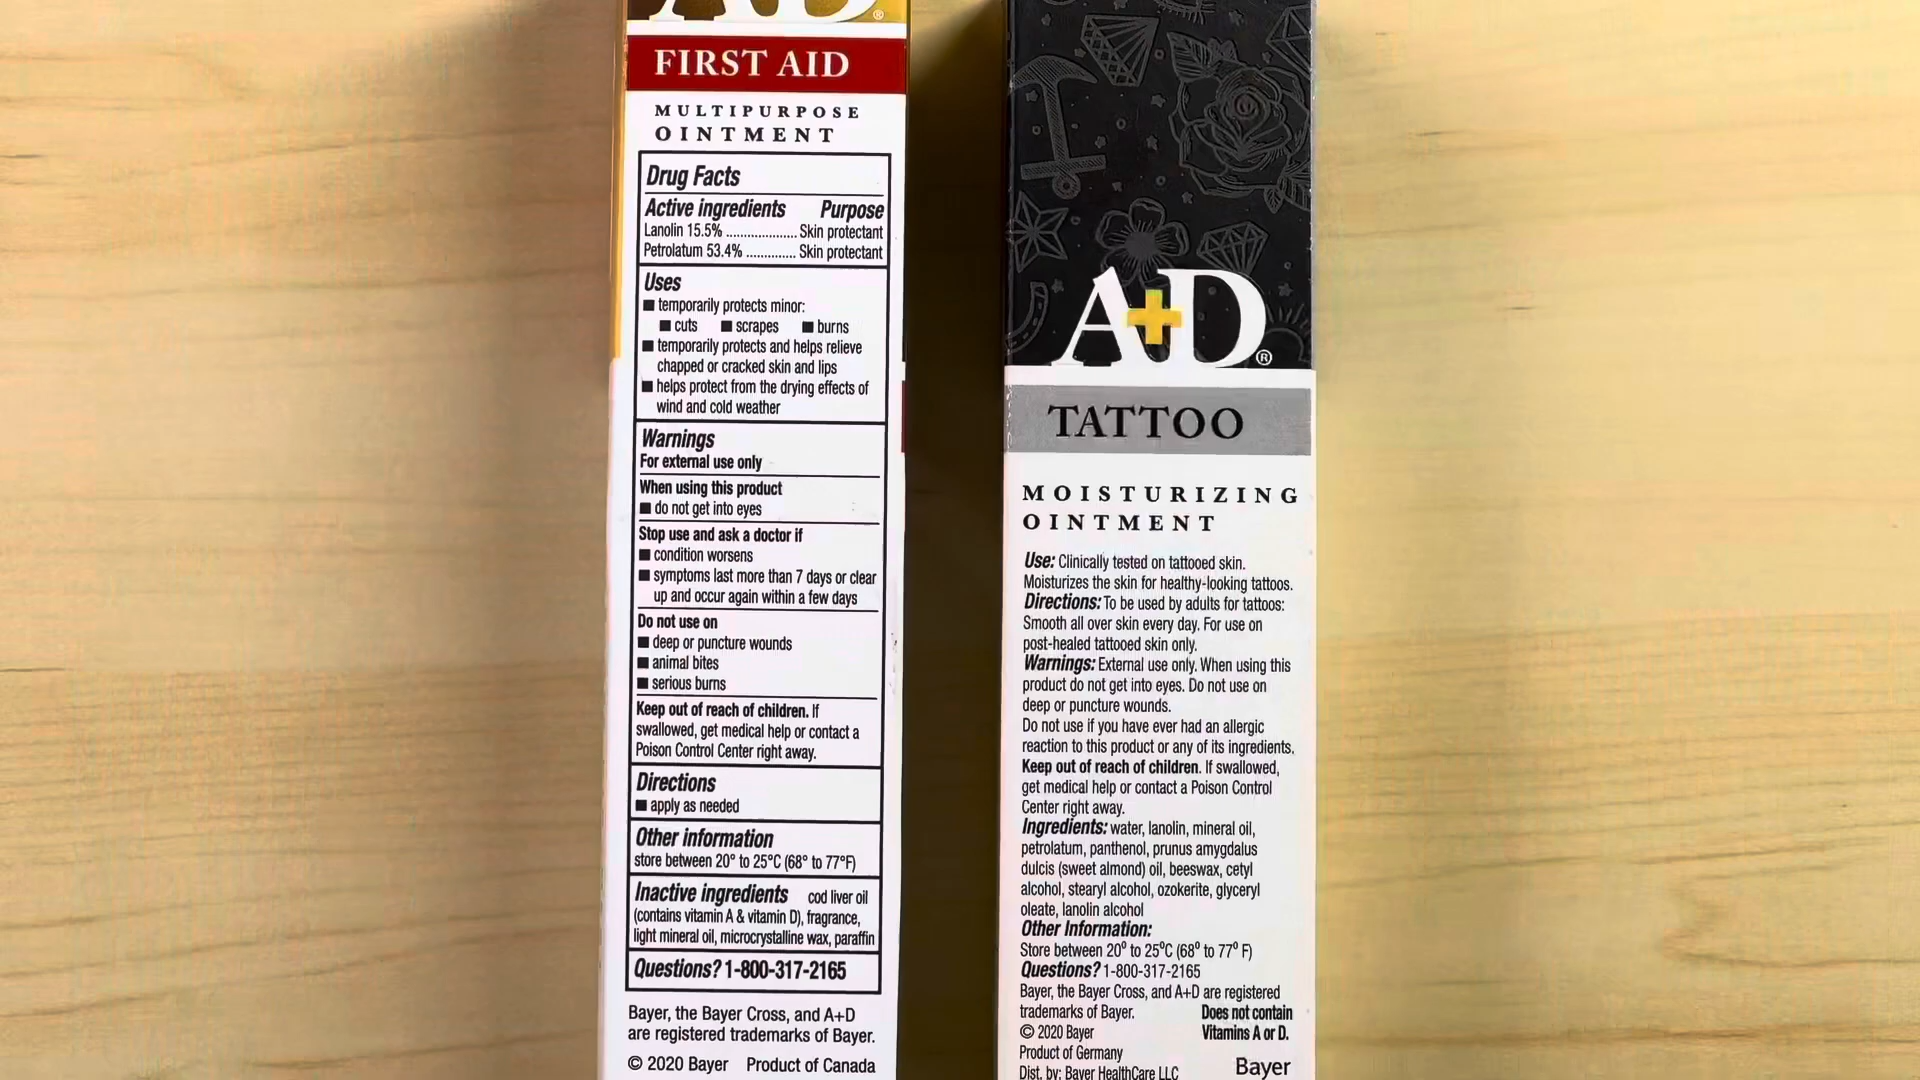 A+D®
FIRST AID
MULTIPURPOSE
OINTMENT
Drug Facts
Active ingredients Purpose
Lanolin 15.5% ..................... Skin protectant
Petrolatum 53.4% .............. Skin protectant
Uses
■ temporarily protects minor:
■ cuts ■ scrapes ■ burns
■ temporarily protects and helps relieve
chapped or cracked skin and lips
■ helps protect from the drying effects of
wind and cold weather
Warnings
For external use only
When using this product
■ do not get into eyes
Stop use and ask a doctor if
■ condition worsens
■ symptoms last more than 7 days or clear
up and occur again within a few days
Do not use on
■ deep or puncture wounds
■ animal bites
■ serious burns
Keep out of reach of children. If
swallowed, get medical help or contact a
Poison Control Center right away.
Directions
■ apply as needed
Other information
store between 20° to 25°C (68° to 77°F)
Inactive ingredients cod liver oil
(contains vitamin A & vitamin D), fragrance,
light mineral oil, microcrystalline wax, paraffin
Questions? 1-800-317-2165
Bayer, the Bayer Cross, and A+D
are registered trademarks of Bayer.
© 2020 Bayer Product of Canada
A+D®
TATTOO
MOISTURIZING
OINTMENT
Use: Clinically tested on tattooed skin.
Moisturizes the skin for healthy-looking tattoos.
Directions: To be used by adults for tattoos:
Smooth all over skin every day. For use on
post-healed tattooed skin only.
Warnings: External use only. When using this
product do not get into eyes. Do not use on
deep or puncture wounds.
Do not use if you have ever had an allergic
reaction to this product or any of its ingredients.
Keep out of reach of children. If swallowed,
get medical help or contact a Poison Control
Center right away.
Ingredients: water, lanolin, mineral oil,
petrolatum, panthenol, prunus amygdalus
dulcis (sweet almond) oil, beeswax, cetyl
alcohol, stearyl alcohol, ozokerite, glyceryl
oleate, lanolin alcohol
Other Information:
Store between 20° to 25°C (68° to 77° F)
Questions? 1-800-317-2165
Bayer, the Bayer Cross, and A+D are registered
trademarks of Bayer. Does not contain
© 2020 Bayer Vitamins A or D.
Product of Germany
Dist. by: Bayer HealthCare LLC Bayer